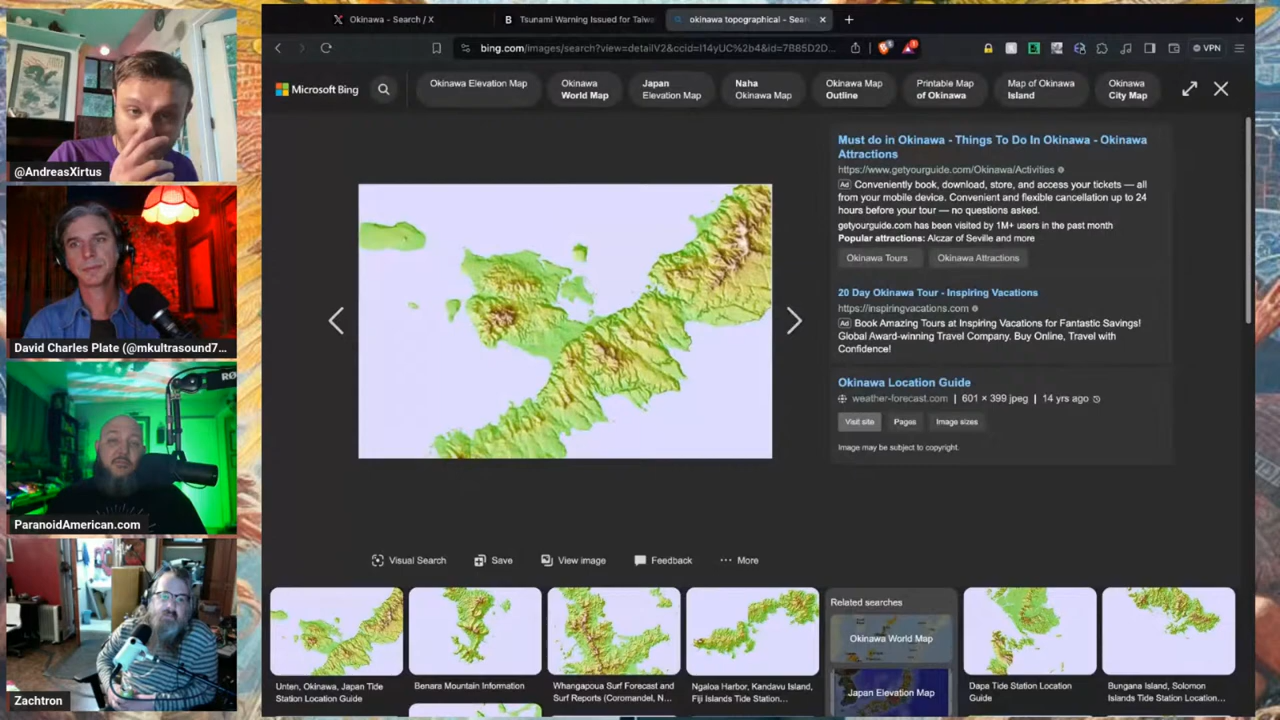 Okinawa - Search / X
Tsunami Warning Issued for Taiwa
okinawa topographical - Sear
bing.com/images/search?view=detailV2&ccid=I14yUC%2b4&id=7B85D2D...
VPN
Microsoft Bing
Okinawa Elevation Map
Okinawa
World Map
Japan
Elevation Map
Naha
Okinawa Map
Okinawa Map
Outline
Printable Map
of Okinawa
Map of Okinawa
Island
Okinawa
City Map
@AndreasXirtus
David Charles Plate (@mkultrasound7...
ParanoidAmerican.com
Zachtron
Must do in Okinawa - Things To Do In Okinawa - Okinawa
Attractions
https://www.getyourguide.com/Okinawa/Activities
Ad Conveniently book, download, store, and access your tickets — all
from your mobile device. Convenient and flexible cancellation up to 24
hours before your tour — no questions asked.
getyourguide.com has been visited by 1M+ users in the past month
Popular attractions: Alczar of Seville and more
Okinawa Tours
Okinawa Attractions
20 Day Okinawa Tour - Inspiring Vacations
https://inspiringvacations.com
Ad Book Amazing Tours at Inspiring Vacations for Fantastic Savings!
Global Award-winning Travel Company. Buy Online, Travel with
Confidence!
Okinawa Location Guide
weather-forecast.com | 601 × 399 jpeg | 14 yrs ago
Visit site
Pages
Image sizes
Image may be subject to copyright.
Visual Search
Save
View image
Feedback
More
Unten, Okinawa, Japan Tide
Station Location Guide
Benara Mountain Information
Whangapoua Surf Forecast and
Surf Reports (Coromandel, N...
Ngaloa Harbor, Kandavu Island,
Fiji Islands Tide Station...
Related searches
Okinawa World Map
Japan Elevation Map
Dapa Tide Station Location
Guide
Bungana Island, Solomon
Islands Tide Station Location...